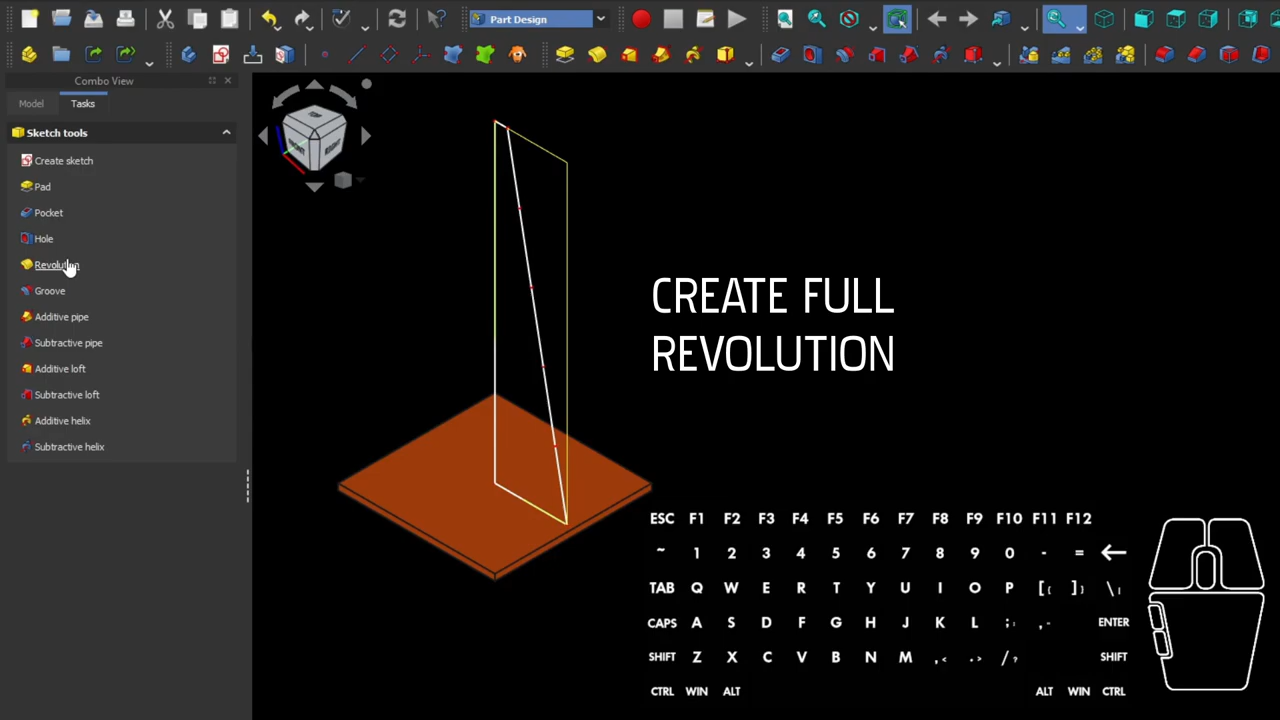 Part Design
Combo View
Model
Tasks
Sketch tools
Create sketch
Pad
Pocket
Hole
Revolution
Groove
Additive pipe
Subtractive pipe
Additive loft
Subtractive loft
Additive helix
Subtractive helix
RIGHT
CREATE FULL
REVOLUTION
ESC F1 F2 F3 F4 F5 F6 F7 F8 F9 F10 F11 F12
~ 1 2 3 4 5 6 7 8 9 0 - =
TAB Q W E R T Y U I O P [{ ]} \|
CAPS A S D F G H J K L ;: ,- ENTER
SHIFT Z X C V B N M ,< .> /? SHIFT
CTRL WIN ALT ALT WIN CTRL